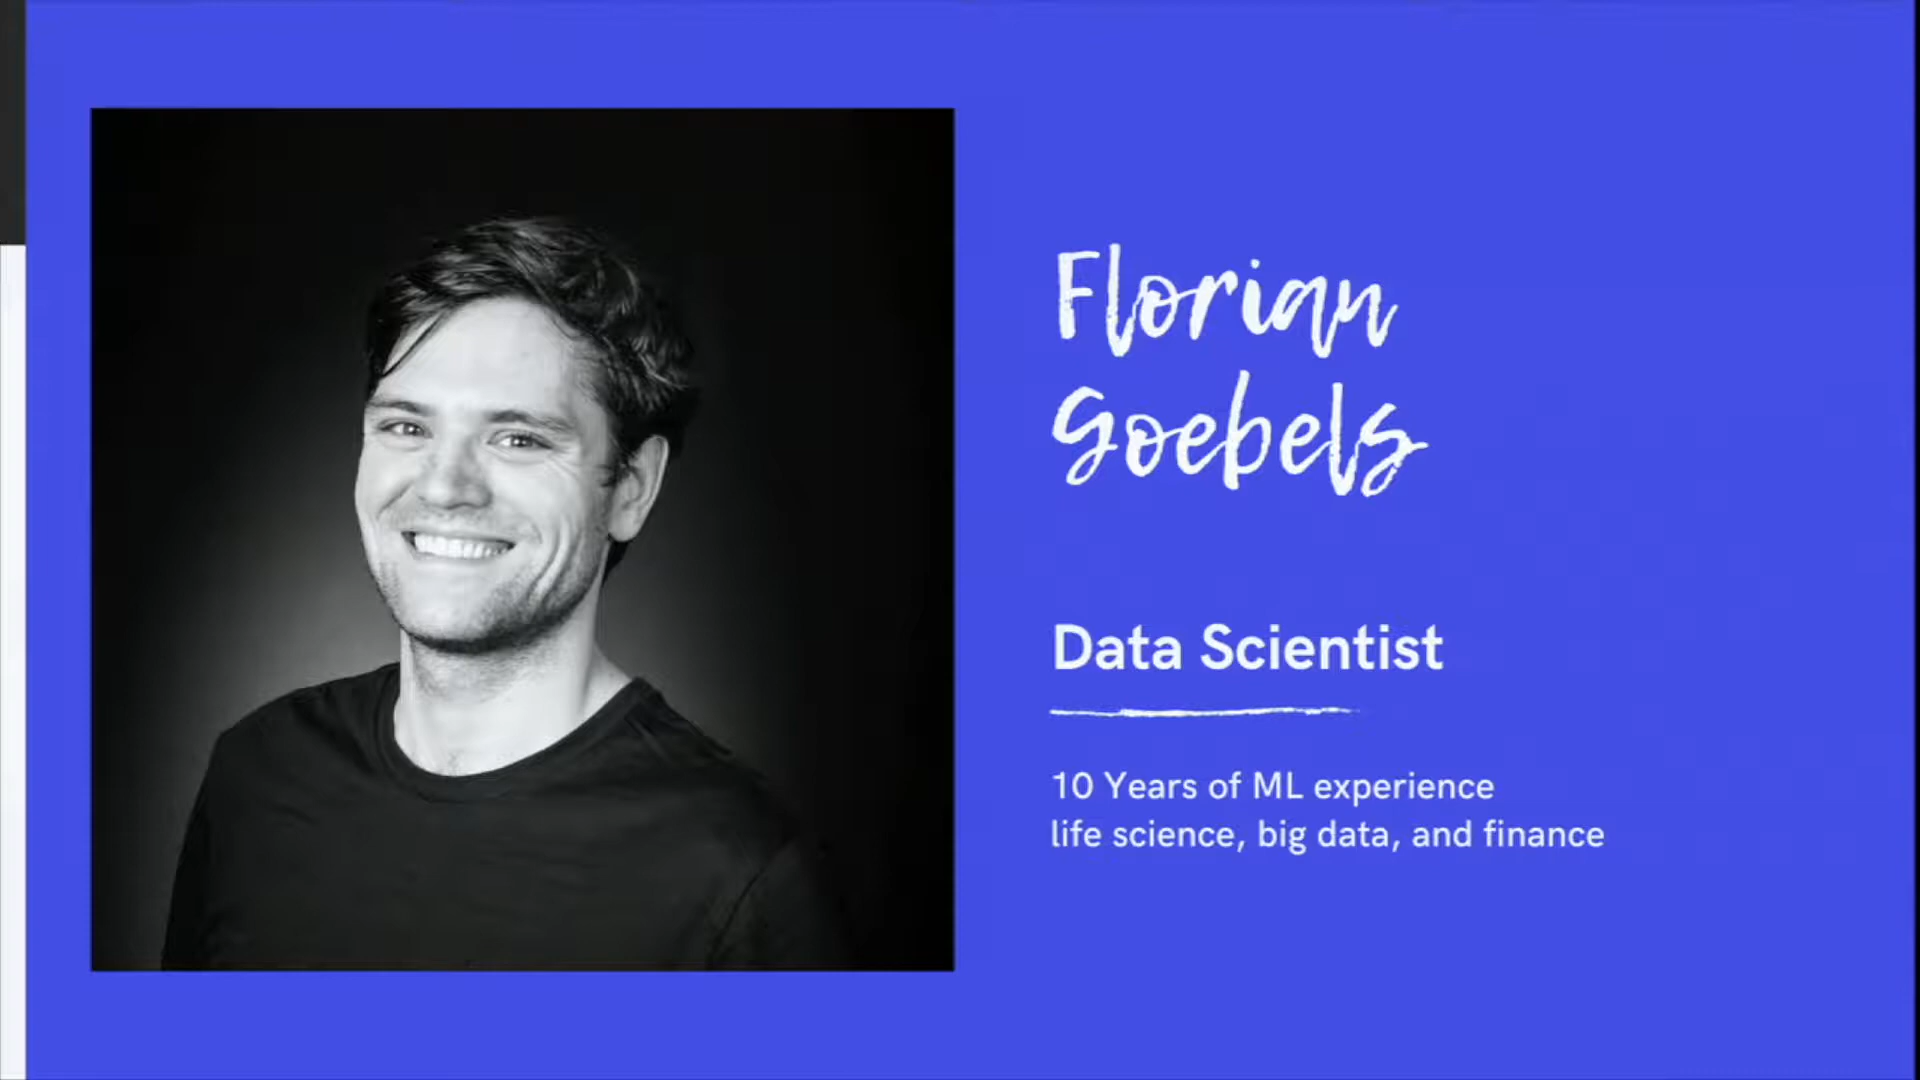 Florian
Goebels
Data Scientist
10 Years of ML experience
life science, big data, and finance